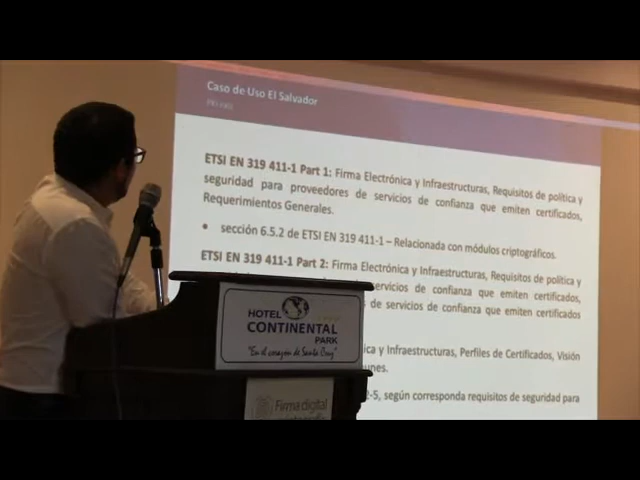 Caso de Uso El Salvador
ETSI EN 319 411-1 Part 1: Firma Electrónica y Infraestructuras, Requisitos de política y
seguridad para proveedores de servicios de confianza que emiten certificados,
Requerimientos Generales.
• sección 6.5.2 de ETSI EN 319 411-1 – Relacionada con módulos criptográficos.
ETSI EN 319 411-1 Part 2: Firma Electrónica y Infraestructuras, Requisitos de política y
servicios de confianza que emiten certificados,
s de servicios de confianza que emiten certificados
ica y Infraestructuras, Perfiles de Certificados, Visión
unes.
2-5, según corresponda requisitos de seguridad para
HOTEL
CONTINENTAL
PARK
"En el corazón de Santa Cruz"
Firma digital